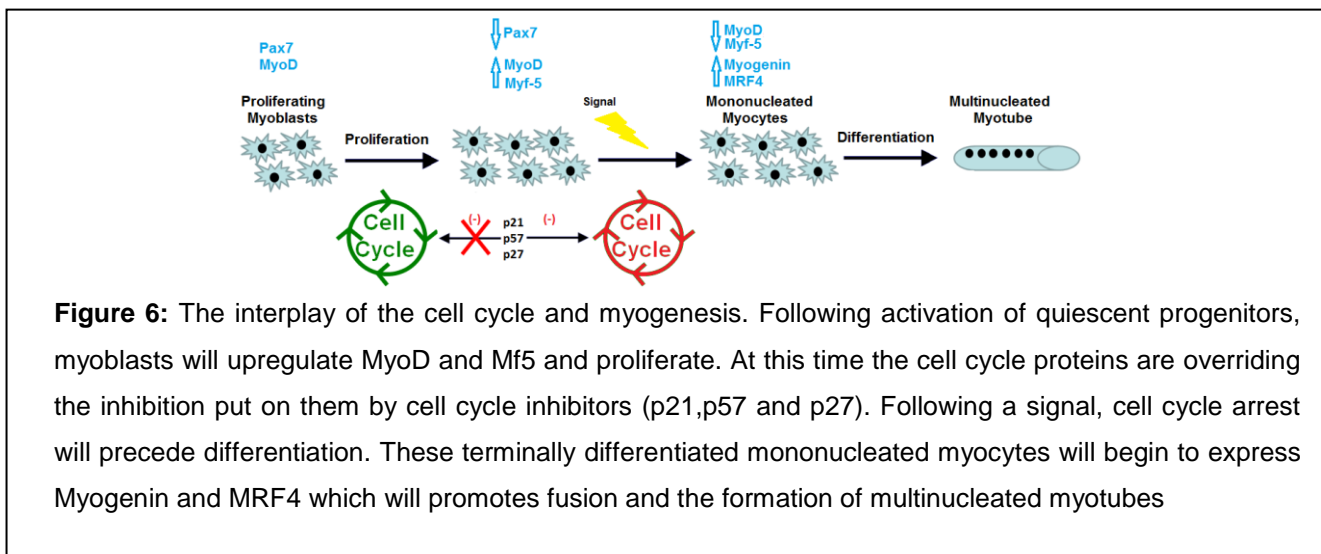 Pax7
MyoD
Pax7
MyoD
Myf-5
MyoD
Myf-5
Myogenin
MRF4
Proliferating
Myoblasts
Proliferation
Signal
Mononucleated
Myocytes
Differentiation
Multinucleated
Myotube
Cell
Cycle
(-)
p21
p57
p27
(-)
Cell
Cycle
Figure 6: The interplay of the cell cycle and myogenesis. Following activation of quiescent progenitors,
myoblasts will upregulate MyoD and Mf5 and proliferate. At this time the cell cycle proteins are overriding
the inhibition put on them by cell cycle inhibitors (p21,p57 and p27). Following a signal, cell cycle arrest
will precede differentiation. These terminally differentiated mononucleated myocytes will begin to express
Myogenin and MRF4 which will promotes fusion and the formation of multinucleated myotubes